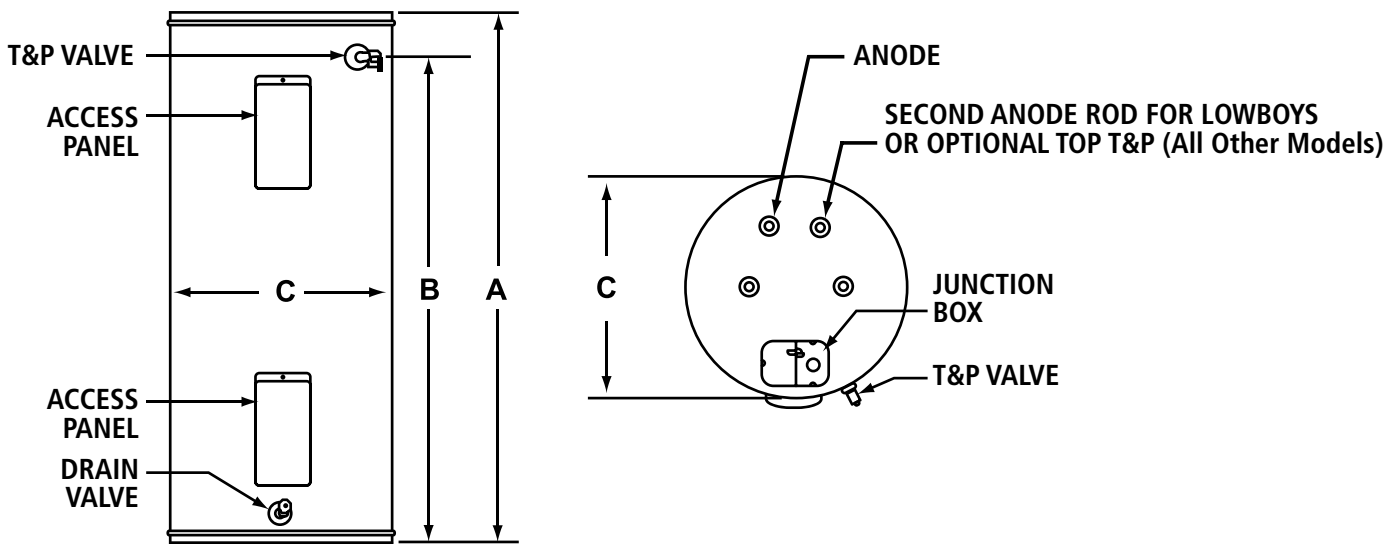 T&P VALVE
ACCESS
PANEL
C
B
A
ACCESS
PANEL
DRAIN
VALVE
ANODE
SECOND ANODE ROD FOR LOWBOYS
OR OPTIONAL TOP T&P (All Other Models)
C
JUNCTION
BOX
T&P VALVE